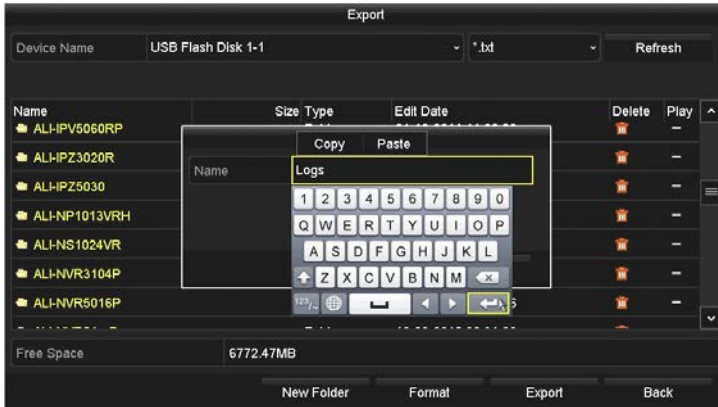 Export
Device Name USB Flash Disk 1-1 *.txt Refresh
Name Size Type Edit Date Delete Play
ALI-IPV5060RP
Copy Paste
ALI-IPZ3020R
Name Logs
ALI-IPZ5030
1 2 3 4 5 6 7 8 9 0
ALI-NP1013VRH
Q W E R T Y U I O P
ALI-NS1024VR
A S D F G H J K L
ALI-NVR3104P
Z X C V B N M
ALI-NVR5016P
123/,~
Free Space 6772.47MB
New Folder Format Export Back